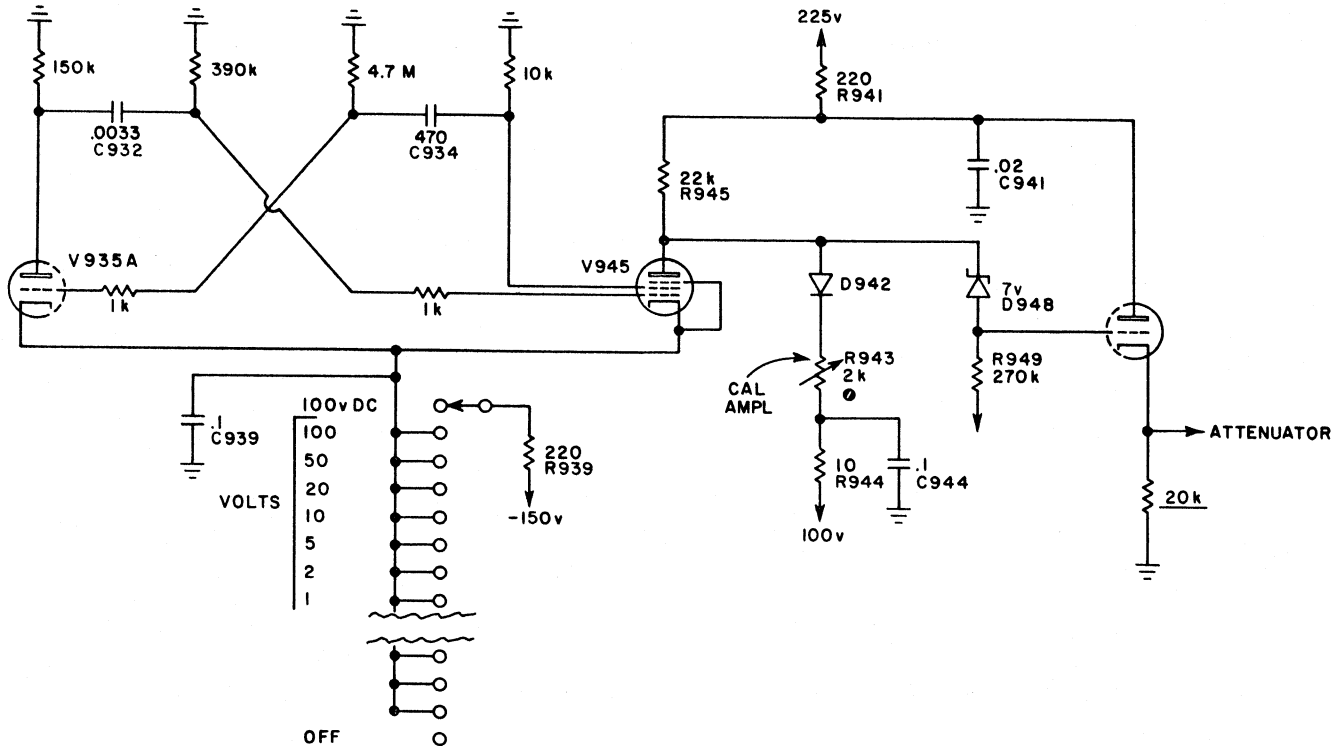 150k
390k
4.7 M
10k
225v
220
R941
.0033
C932
470
C934
22k
R945
.02
C941
V935A
1k
1k
V945
D942
7v
D948
CAL
AMPL
R943
2k
R949
270k
.1
C939
100v DC
100
50
20
10
5
2
1
VOLTS
OFF
220
R939
-150v
10
R944
.1
C944
100v
ATTENUATOR
20k